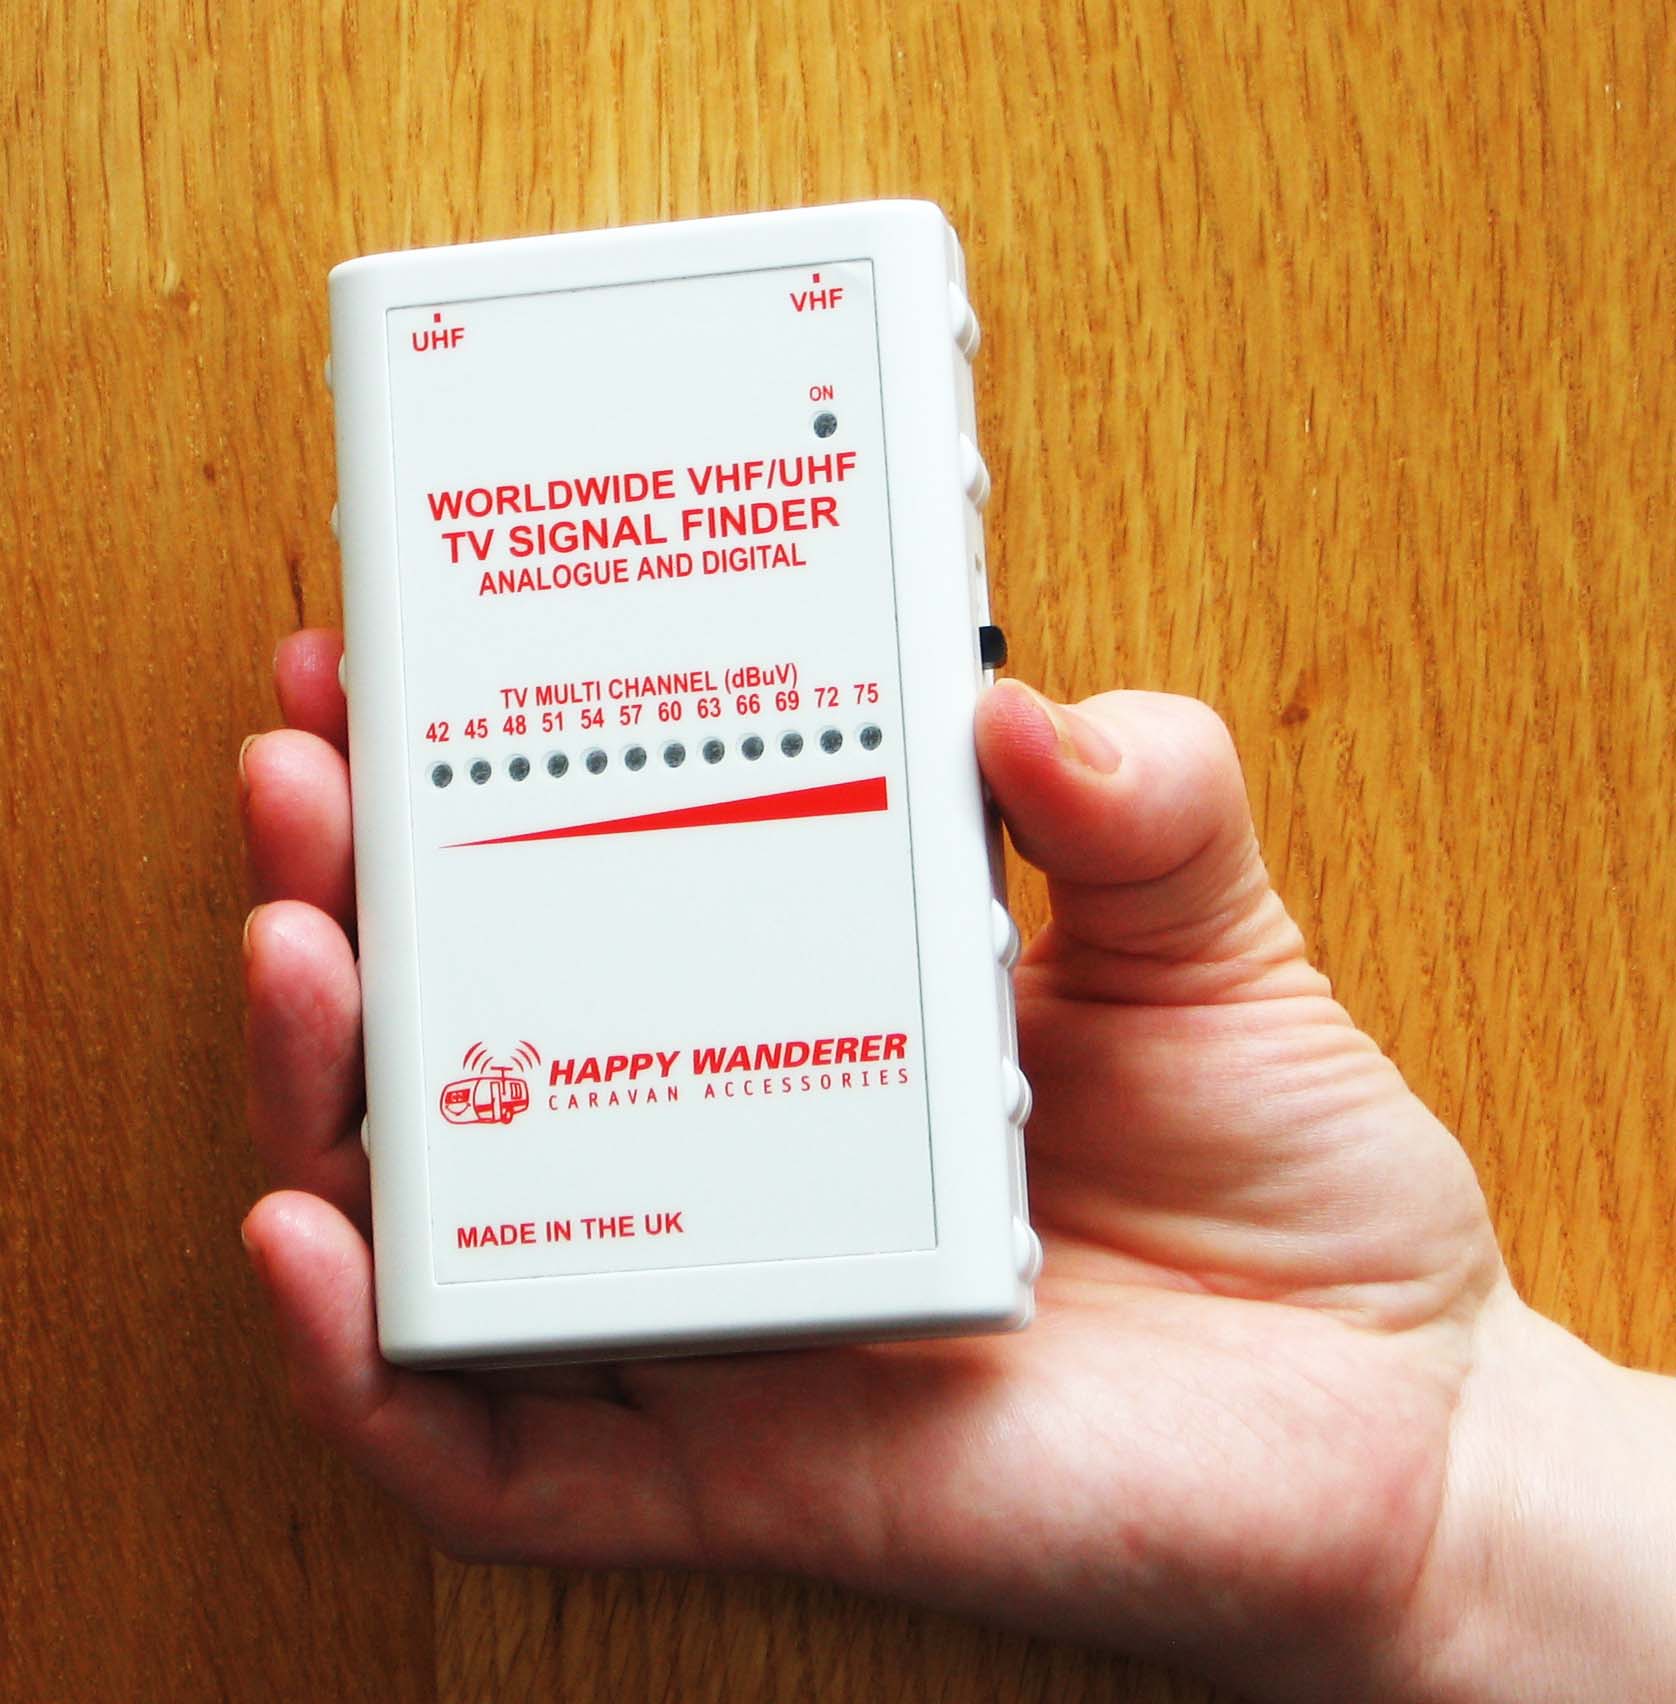 UHF
VHF
ON
WORLDWIDE VHF/UHF
TV SIGNAL FINDER
ANALOGUE AND DIGITAL
TV MULTI CHANNEL (dBuV)
42 45 48 51 54 57 60 63 66 69 72 75
HAPPY WANDERER
CARAVAN ACCESSORIES
MADE IN THE UK